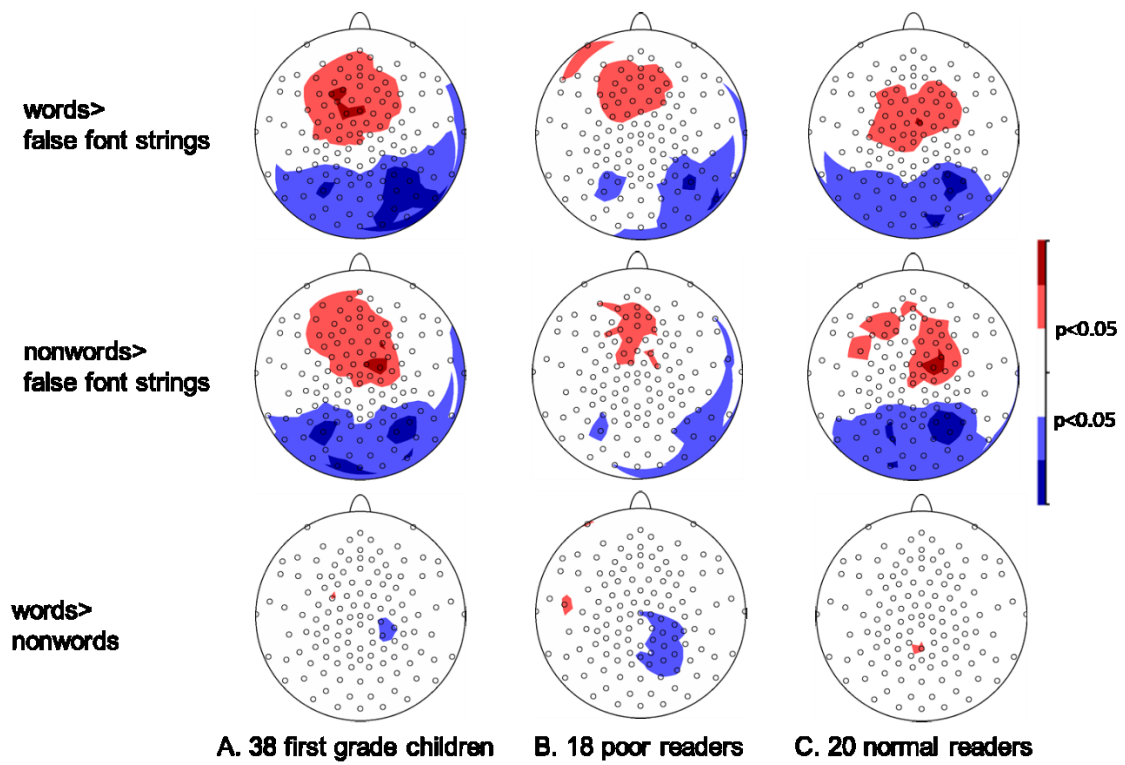 words>
false font strings
nonwords>
false font strings
p<0.05
p<0.05
words>
nonwords
A. 38 first grade children
B. 18 poor readers
C. 20 normal readers